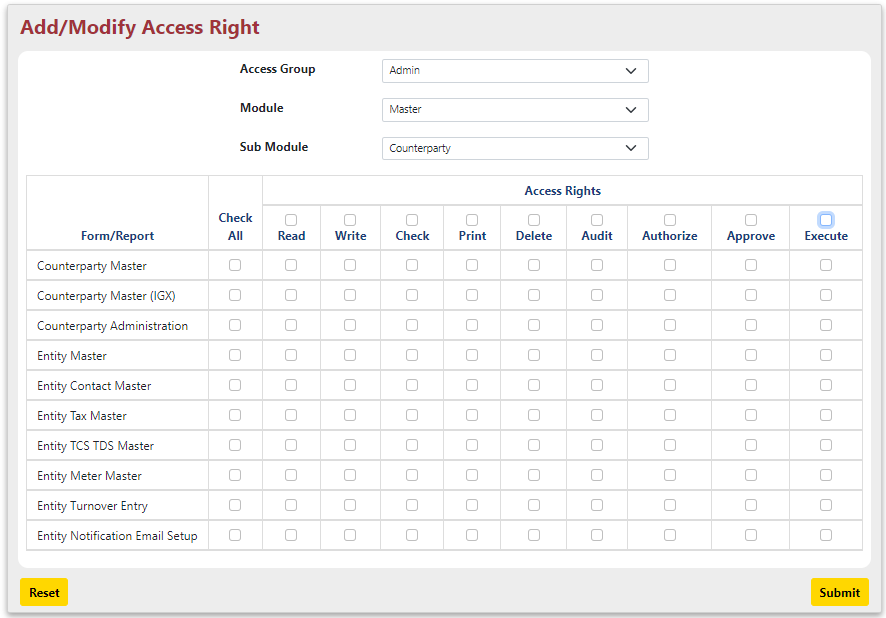 Add/Modify Access Right
Access Group
Admin
Module
Master
Sub Module
Counterparty
Form/Report
Check All
Access Rights
Read
Write
Check
Print
Delete
Audit
Authorize
Approve
Execute
Counterparty Master
Counterparty Master (IGX)
Counterparty Administration
Entity Master
Entity Contact Master
Entity Tax Master
Entity TCS TDS Master
Entity Meter Master
Entity Turnover Entry
Entity Notification Email Setup
Reset
Submit